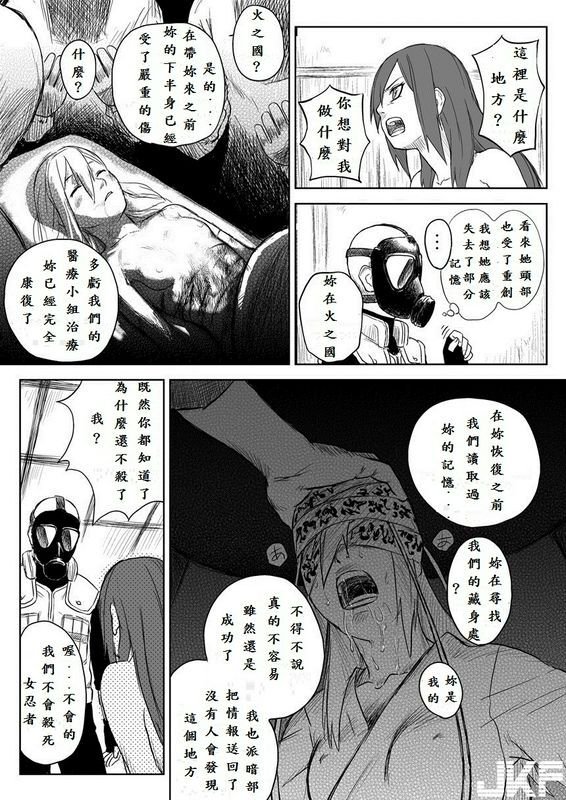 這裡是什麼
地方？
你想對我
做什麼
看來她頭部
也受了重創
我想她應該
失去了部分
記憶
…
妳在火之國
火之國？
是的...
在帶妳來之前
妳的下半身已經
受了嚴重的傷
什麼？
多虧我們的
醫療小組治療
妳已經完全
康復了
在妳恢復之前
我們讀取過
妳的記憶...
妳在尋找
我們的藏身處
？
妳是
我的
あ
あ
不得不說
真的不容易
雖然還是
成功了
我也派暗部
把情報送回了
沒有人會發現
這個地方
既然你都知道了
為什麼還不殺了
我？
喔...不會的
我們不會殺死
女忍者
JKF